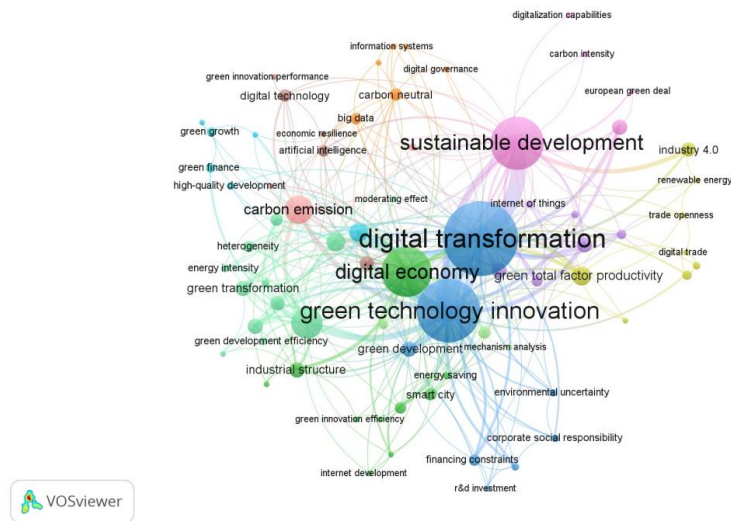 digitalization capabilities
information systems
carbon intensity
digital governance
green innovation performance
european green deal
digital technology
carbon neutral
big data
green growth
economic resilience
sustainable development
artificial intelligence
industry 4.0
green finance
renewable energy
high-quality development
moderating effect
internet of things
carbon emission
trade openness
digital transformation
heterogeneity
digital trade
energy intensity
digital economy
green total factor productivity
green transformation
green technology innovation
green development efficiency
green development
mechanism analysis
industrial structure
energy saving
smart city
environmental uncertainty
green innovation efficiency
corporate social responsibility
financing constraints
internet development
r&d investment
VOSviewer